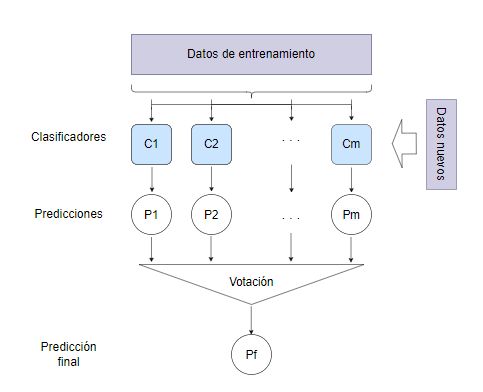 Datos de entrenamiento
Clasificadores
C1
C2
. . .
Cm
Datos nuevos
Predicciones
P1
P2
. . .
Pm
Votación
Predicción
final
Pf